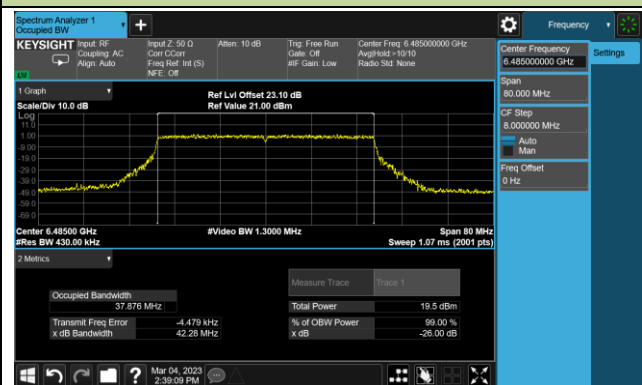 Spectrum Analyzer 1
Occupied BW
+
Frequency
KEYSIGHT Input: RF
Coupling: AC
Align: Auto
Input Z: 50 Ω
Corr CCorr
Freq Ref: Int (S)
NFE: Off
Atten: 10 dB
Trig: Free Run
Gate: Off
#IF Gain: Low
Center Freq: 6.485000000 GHz
Avg|Hold:>10/10
Radio Std: None
Center Frequency
6.485000000 GHz
Settings
Span
80.000 MHz
CF Step
8.000000 MHz
Auto
Man
Freq Offset
0 Hz
1 Graph
Scale/Div 10.0 dB
Ref Lvl Offset 23.10 dB
Ref Value 21.00 dBm
Log
11.0
1.00
-9.00
-19.0
-29.0
-39.0
-49.0
-59.0
-69.0
Center 6.48500 GHz
#Res BW 430.00 kHz
#Video BW 1.3000 MHz
Span 80 MHz
Sweep 1.07 ms (2001 pts)
2 Metrics
Measure Trace
Trace 1
Occupied Bandwidth
37.876 MHz
Total Power
19.5 dBm
Transmit Freq Error
-4.479 kHz
% of OBW Power
99.00 %
x dB Bandwidth
42.28 MHz
x dB
-26.00 dB
?
Mar 04, 2023
2:39:09 PM